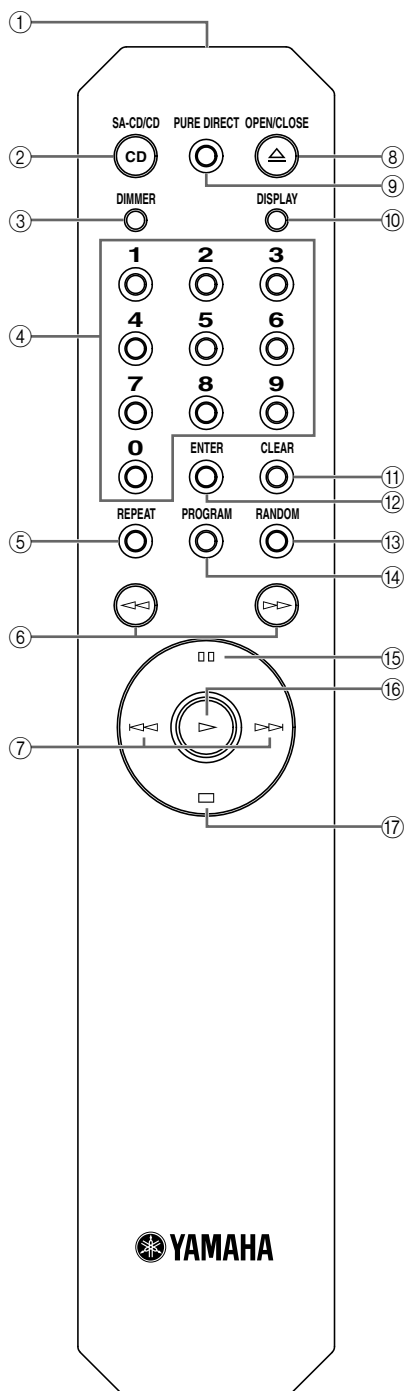 ①
SA-CD/CD PURE DIRECT OPEN/CLOSE
② CD ⑧
⑨
DIMMER DISPLAY
③ ⑩
1 2 3
④ 4 5 6
7 8 9
0 ENTER CLEAR
⑪
⑫
REPEAT PROGRAM RANDOM
⑤ ⑬
⑭
⑥
⑮
⑯
⑦
⑰
YAMAHA